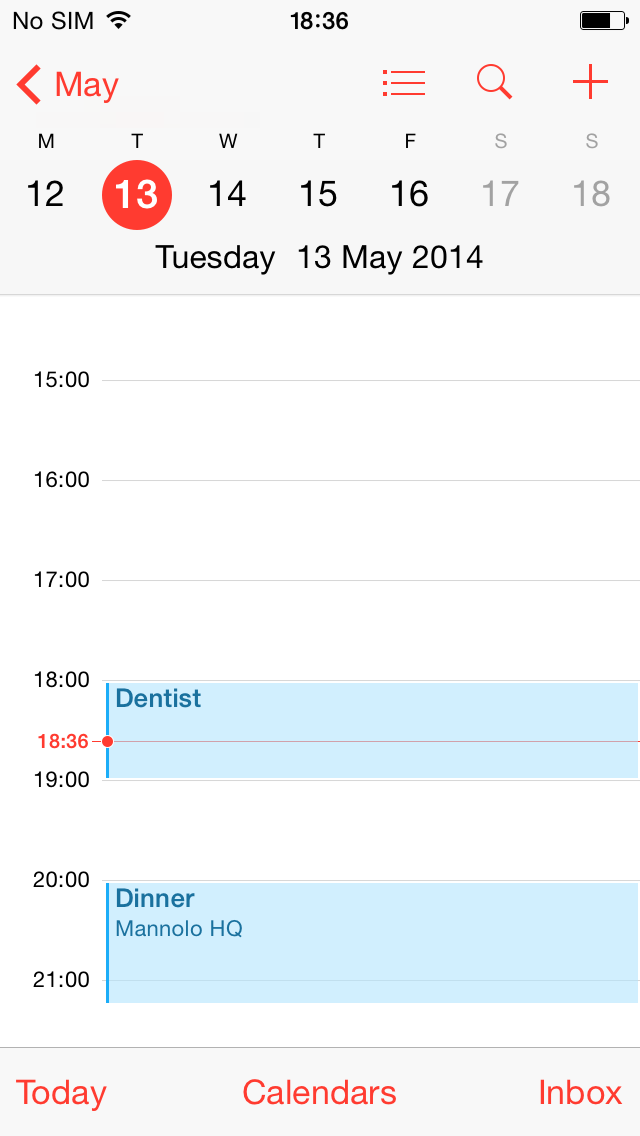 No SIM 18:36
May
M T W T F S S
12 13 14 15 16 17 18
Tuesday 13 May 2014
15:00
16:00
17:00
18:00
Dentist
18:36
19:00
20:00
Dinner
Mannolo HQ
21:00
Today Calendars Inbox